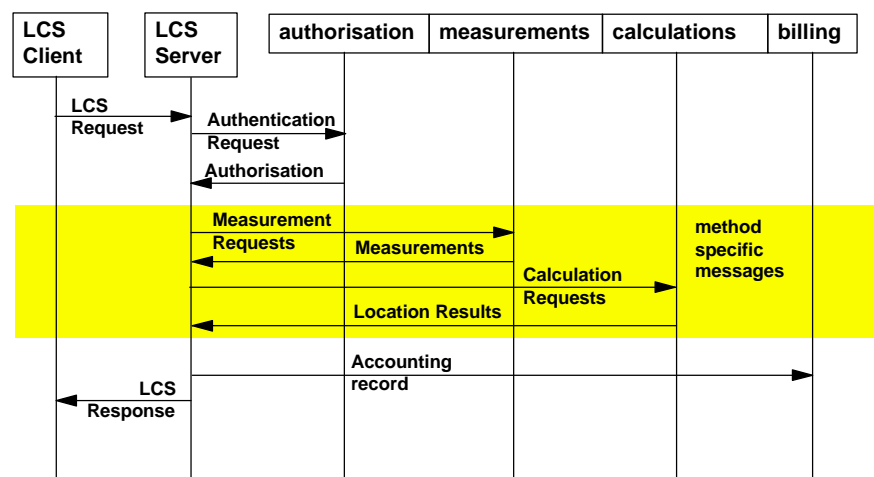 LCS
Client
LCS
Server
authorisation
measurements
calculations
billing
LCS
Request
Authentication
Request
Authorisation
Measurement
Requests
Measurements
method
specific
messages
Calculation
Requests
Location Results
Accounting
record
LCS
Response